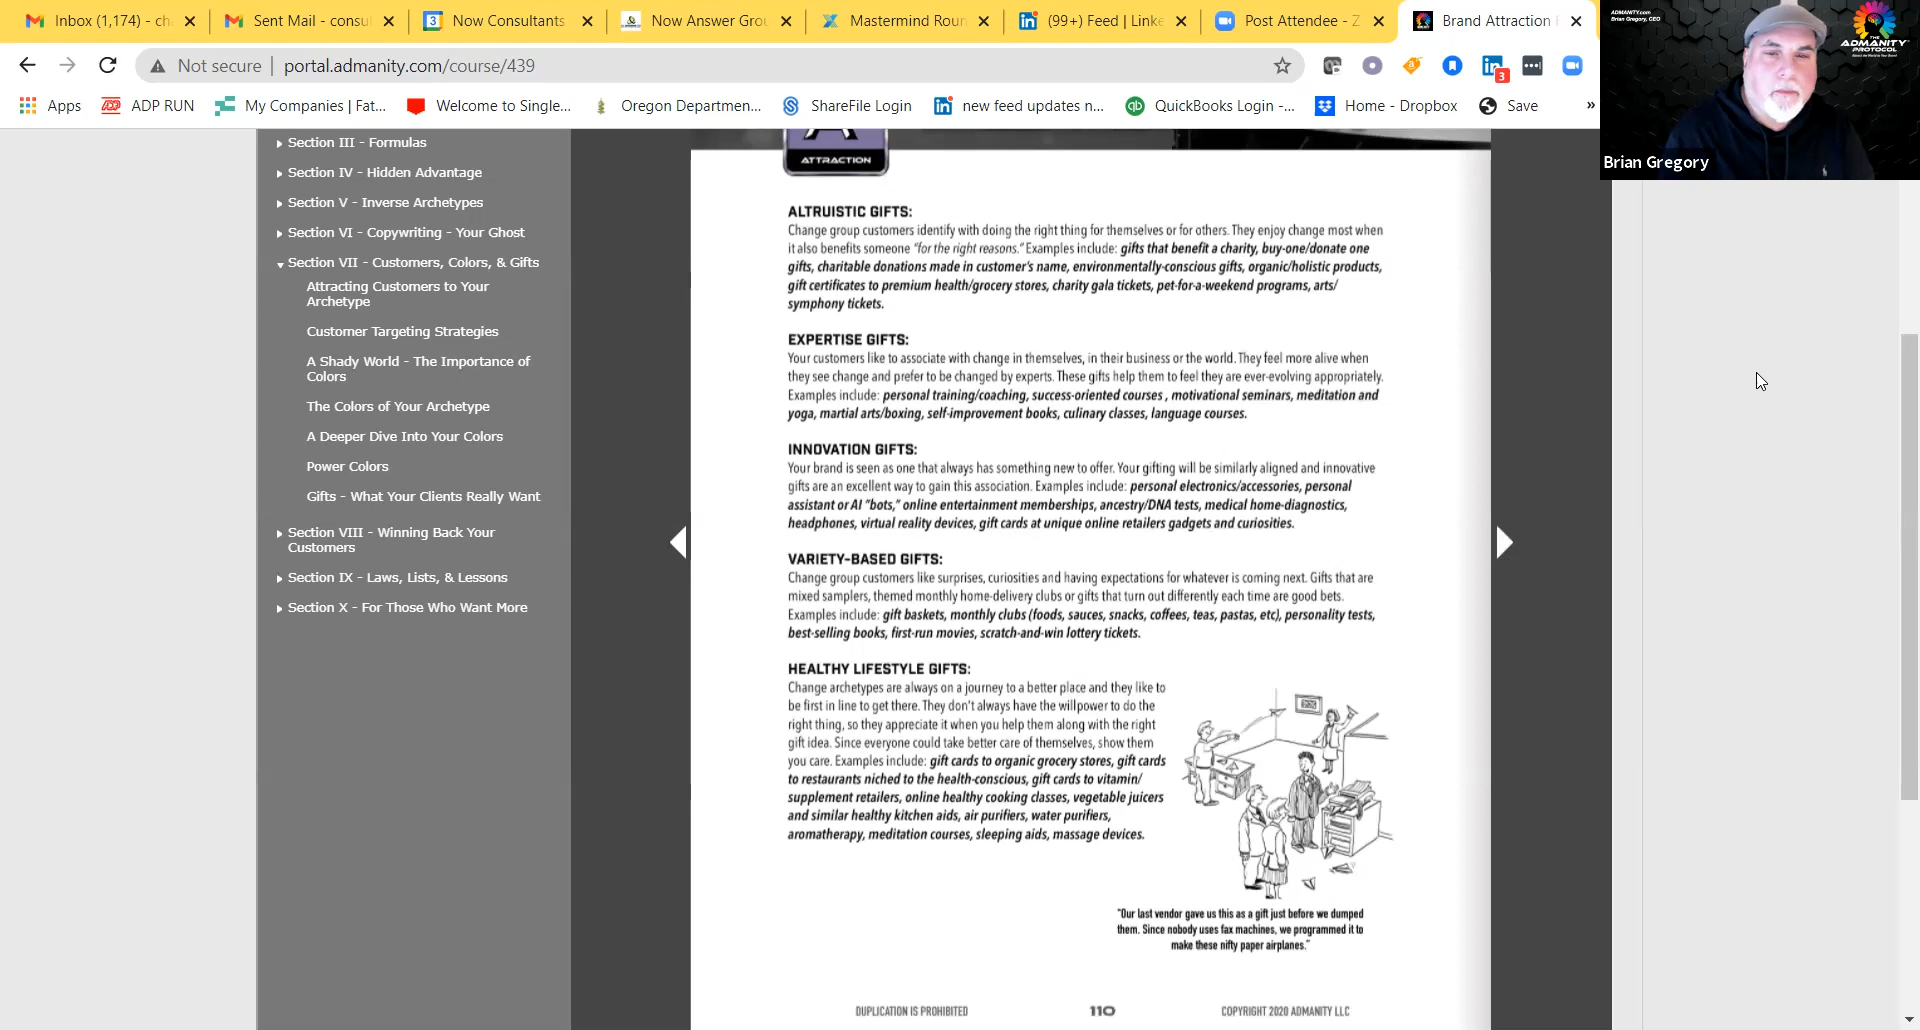 Inbox (1,174) - ch
Sent Mail - consul
Now Consultants
Now Answer Grou
Mastermind Roun
(99+) Feed | Linke
Post Attendee - Z
Brand Attraction
Not secure | portal.admanity.com/course/439
3
Apps
ADP RUN
My Companies | Fat...
Welcome to Single...
Oregon Departmen...
ShareFile Login
new feed updates n...
QuickBooks Login -...
Home - Dropbox
Save
»
ADMANITY.com
Brian Gregory, CEO
THE
ADMANITY
PROTOCOL
Brian Gregory
Section III - Formulas
Section IV - Hidden Advantage
Section V - Inverse Archetypes
Section VI - Copywriting - Your Ghost
Section VII - Customers, Colors, & Gifts
Attracting Customers to Your
Archetype
Customer Targeting Strategies
A Shady World - The Importance of
Colors
The Colors of Your Archetype
A Deeper Dive Into Your Colors
Power Colors
Gifts - What Your Clients Really Want
Section VIII - Winning Back Your
Customers
Section IX - Laws, Lists, & Lessons
Section X - For Those Who Want More
ATTRACTION
ALTRUISTIC GIFTS:
Change group customers identify with doing the right thing for themselves or for others. They enjoy change most when
it also benefits someone “for the right reasons.” Examples include: gifts that benefit a charity, buy-one/donate one
gifts, charitable donations made in customer's name, environmentally-conscious gifts, organic/holistic products,
gift certificates to premium health/grocery stores, charity gala tickets, pet-for-a-weekend programs, arts/
symphony tickets.
EXPERTISE GIFTS:
Your customers like to associate with change in themselves, in their business or the world. They feel more alive when
they see change and prefer to be changed by experts. These gifts help them to feel they are ever-evolving appropriately.
Examples include: personal training/coaching, success-oriented courses , motivational seminars, meditation and
yoga, martial arts/boxing, self-improvement books, culinary classes, language courses.
INNOVATION GIFTS:
Your brand is seen as one that always has something new to offer. Your gifting will be similarly aligned and innovative
gifts are an excellent way to gain this association. Examples include: personal electronics/accessories, personal
assistant or AI “bots,” online entertainment memberships, ancestry/DNA tests, medical home-diagnostics,
headphones, virtual reality devices, gift cards at unique online retailers gadgets and curiosities.
VARIETY-BASED GIFTS:
Change group customers like surprises, curiosities and having expectations for whatever is coming next. Gifts that are
mixed samplers, themed monthly home-delivery clubs or gifts that turn out differently each time are good bets.
Examples include: gift baskets, monthly clubs (foods, sauces, snacks, coffees, teas, pastas, etc), personality tests,
best-selling books, first-run movies, scratch-and-win lottery tickets.
HEALTHY LIFESTYLE GIFTS:
Change archetypes are always on a journey to a better place and they like to
be first in line to get there. They don't always have the willpower to do the
right thing, so they appreciate it when you help them along with the right
gift idea. Since everyone could take better care of themselves, show them
you care. Examples include: gift cards to organic grocery stores, gift cards
to restaurants niched to the health-conscious, gift cards to vitamin/
supplement retailers, online healthy cooking classes, vegetable juicers
and similar healthy kitchen aids, air purifiers, water purifiers,
aromatherapy, meditation courses, sleeping aids, massage devices.
“Our last vendor gave us this as a gift just before we dumped
them. Since nobody uses fax machines, we programmed it to
make these nifty paper airplanes.”
DUPLICATION IS PROHIBITED
110
COPYRIGHT 2020 ADMANITY LLC